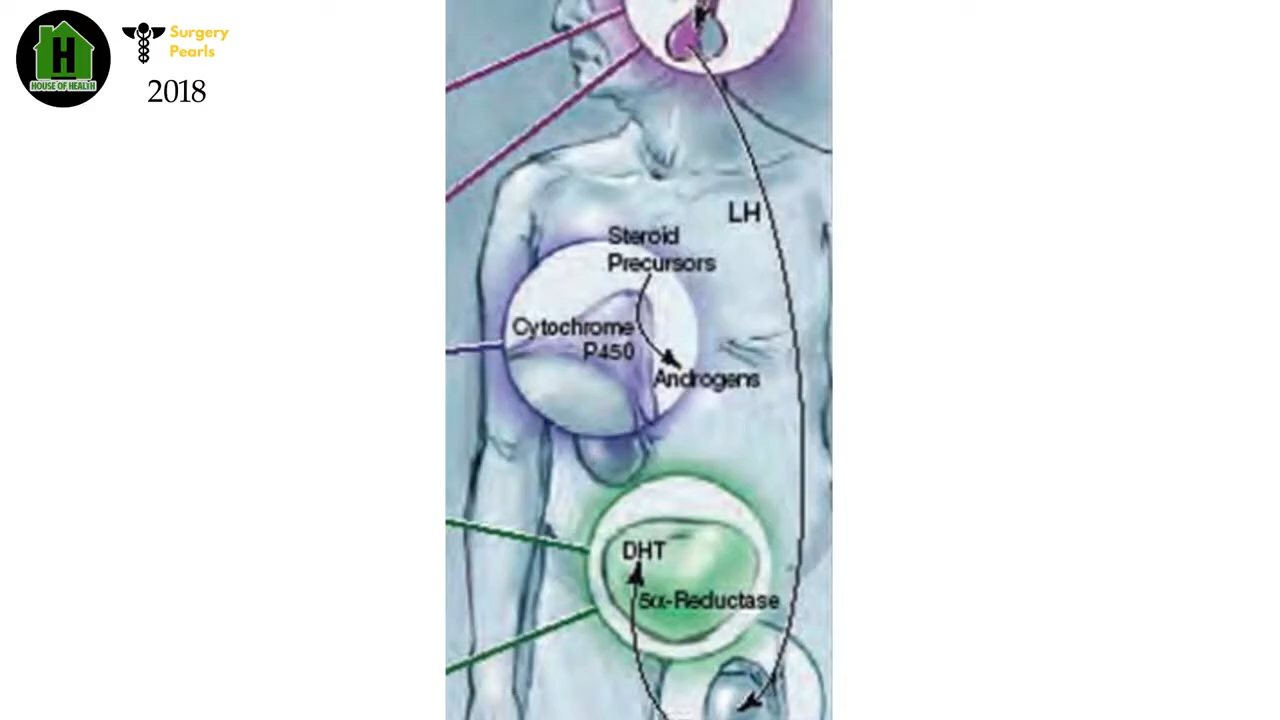 H
HOUSE OF HEALTH
Surgery
Pearls
2018
LH
Steroid
Precursors
Cytochrome
P450
Androgens
DHT
5α-Reductase